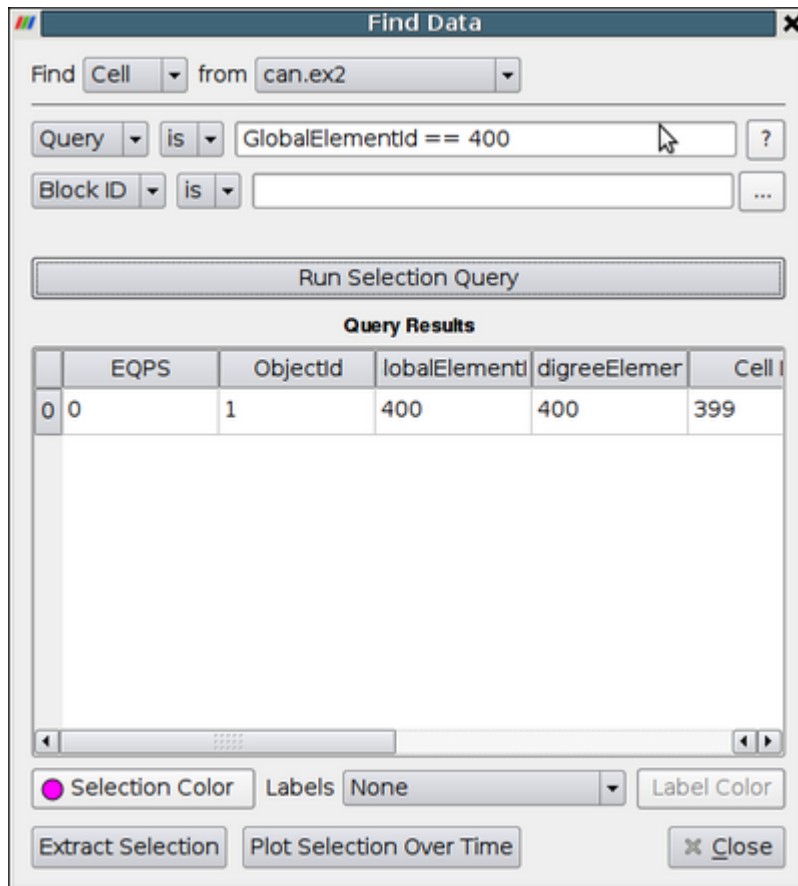 Find Data
Find Cell from can.ex2
Query is GlobalElementId == 400 ?
Block ID is ...
Run Selection Query
Query Results
EQPS ObjectId lobalElementI digreeElemer Cell I
0 0 1 400 400 399
Selection Color Labels None Label Color
Extract Selection Plot Selection Over Time Close